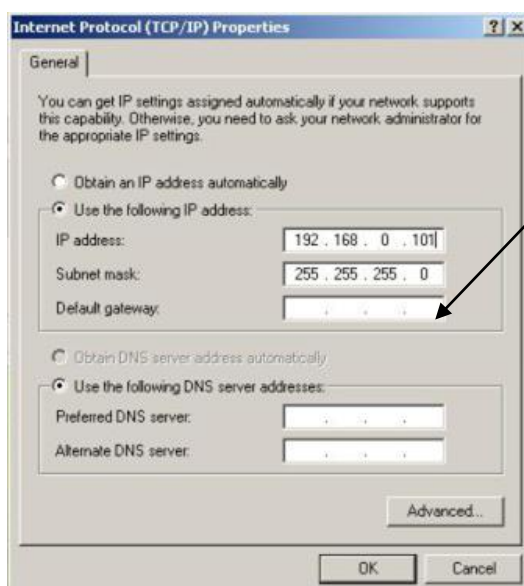 Internet Protocol (TCP/IP) Properties
General
You can get IP settings assigned automatically if your network supports
this capability. Otherwise, you need to ask your network administrator for
the appropriate IP settings.
Obtain an IP address automatically
Use the following IP address:
IP address: 192 . 168 . 0 . 101
Subnet mask: 255 . 255 . 255 . 0
Default gateway: . . .
Obtain DNS server address automatically
Use the following DNS server addresses:
Preferred DNS server: . . .
Alternate DNS server: . . .
Advanced...
OK Cancel